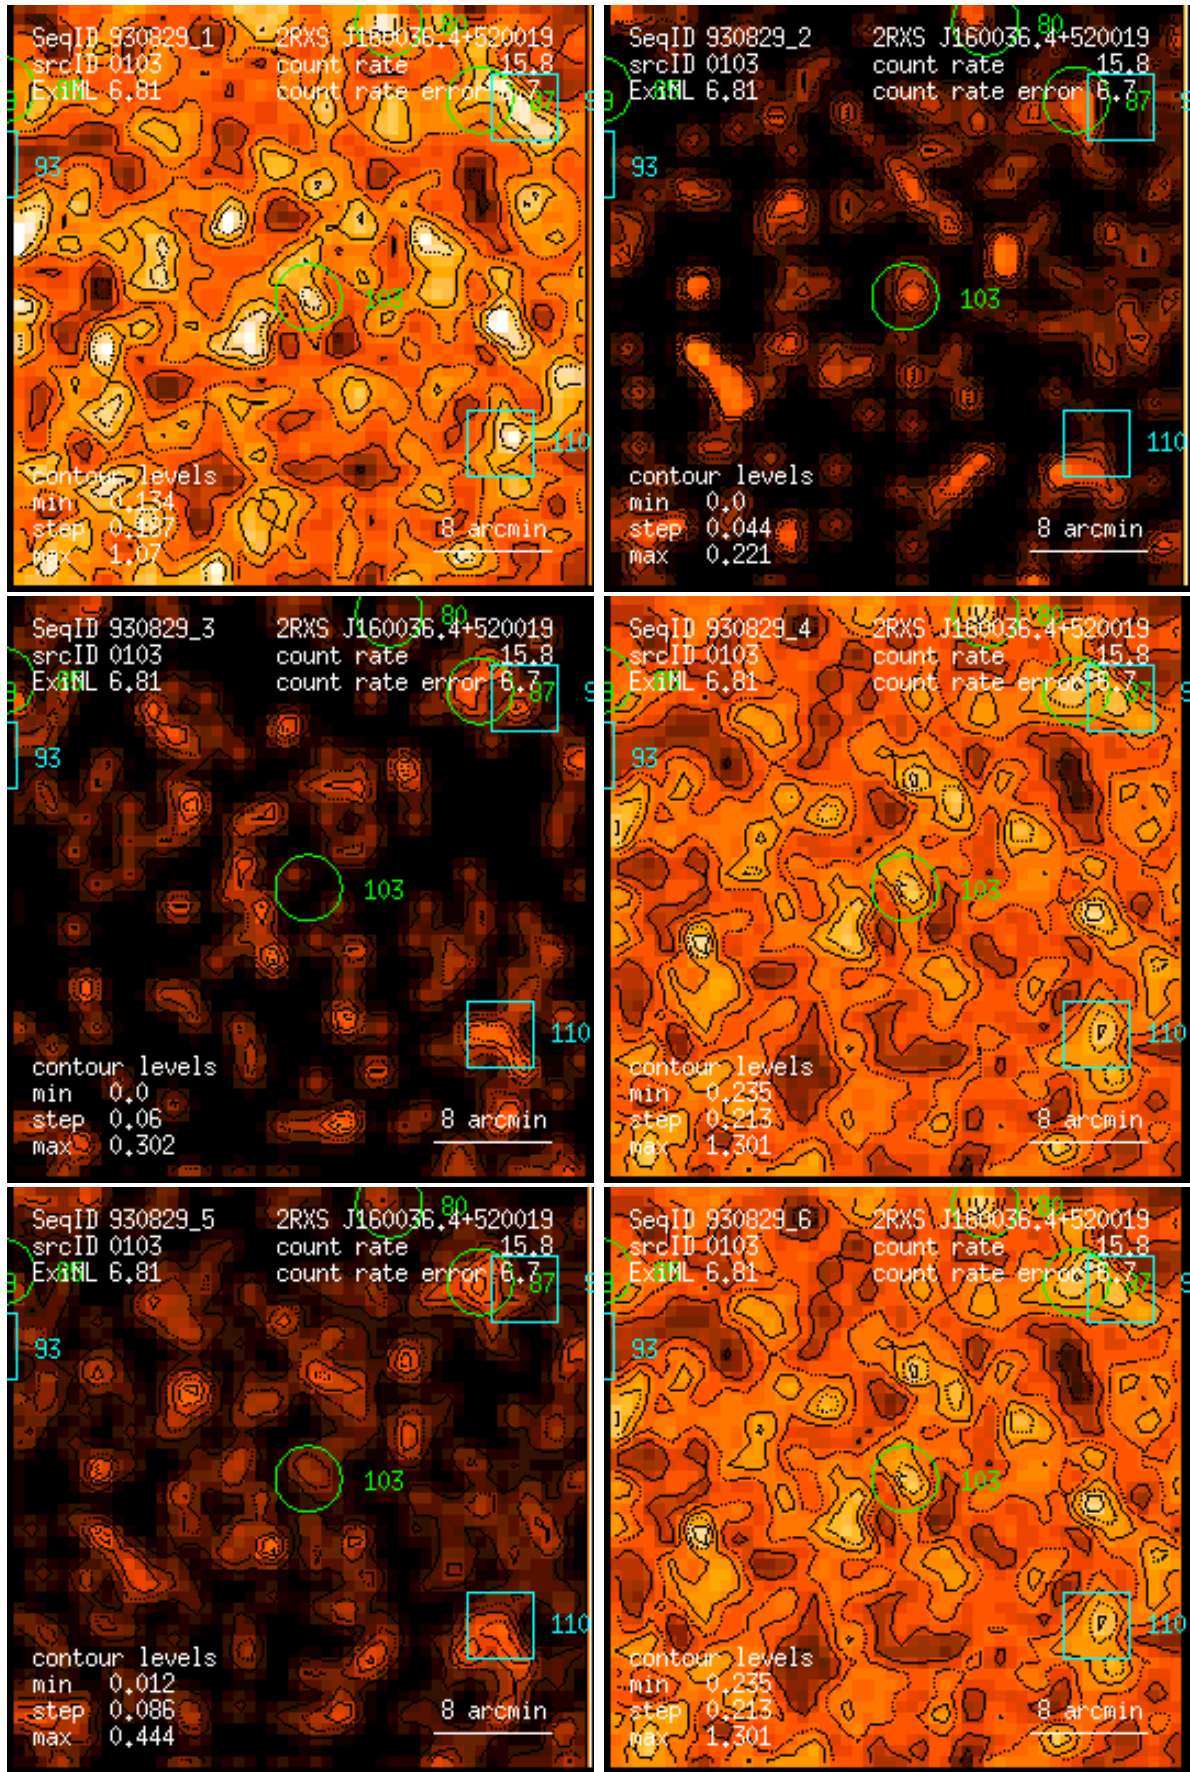 80
SeqID 930829_1 2RXS J160036.4+520019
srcID 0103 count rate 15.8
ExiML 6.81 count rate error 6.7
87
93
103
110
contour levels
min 0.134
step 0.187
max 1.07
8 arcmin
80
SeqID 930829_2 2RXS J160036.4+520019
srcID 0103 count rate 15.8
ExiML 6.81 count rate error 6.7
87
93
103
110
contour levels
min 0.0
step 0.044
max 0.221
8 arcmin
80
SeqID 930829_3 2RXS J160036.4+520019
srcID 0103 count rate 15.8
ExiML 6.81 count rate error 6.7
87
93
103
110
contour levels
min 0.0
step 0.06
max 0.302
8 arcmin
80
SeqID 930829_4 2RXS J160036.4+520019
srcID 0103 count rate 15.8
ExiML 6.81 count rate error 6.7
87
93
103
110
contour levels
min 0.235
step 0.213
max 1.301
8 arcmin
80
SeqID 930829_5 2RXS J160036.4+520019
srcID 0103 count rate 15.8
ExiML 6.81 count rate error 6.7
87
93
103
110
contour levels
min 0.012
step 0.086
max 0.444
8 arcmin
80
SeqID 930829_6 2RXS J160036.4+520019
srcID 0103 count rate 15.8
ExiML 6.81 count rate error 6.7
87
93
103
110
contour levels
min 0.235
step 0.213
max 1.301
8 arcmin